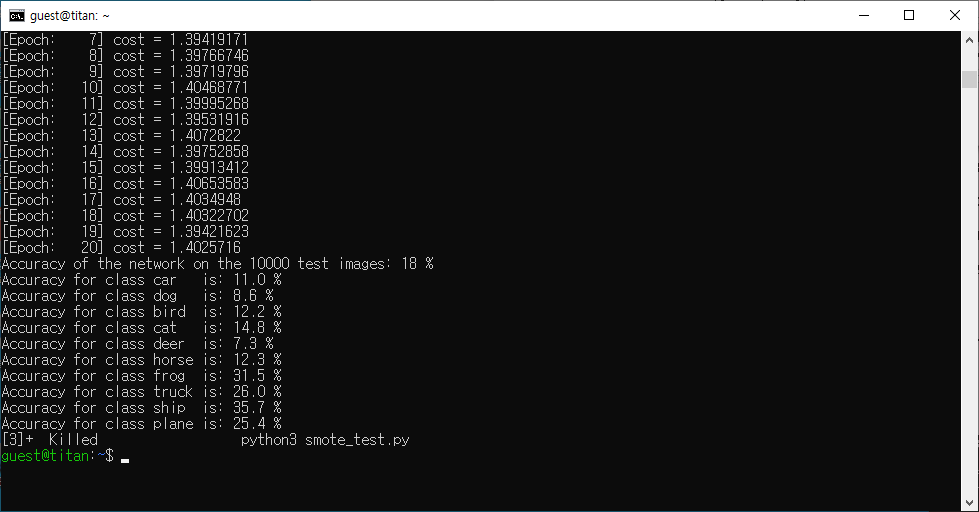 guest@titan: ~
[Epoch:    7] cost = 1.39419171
[Epoch:    8] cost = 1.39766746
[Epoch:    9] cost = 1.39719796
[Epoch:   10] cost = 1.40468771
[Epoch:   11] cost = 1.39995268
[Epoch:   12] cost = 1.39531916
[Epoch:   13] cost = 1.4072822
[Epoch:   14] cost = 1.39752858
[Epoch:   15] cost = 1.39913412
[Epoch:   16] cost = 1.40653583
[Epoch:   17] cost = 1.4034948
[Epoch:   18] cost = 1.40322702
[Epoch:   19] cost = 1.39421623
[Epoch:   20] cost = 1.4025716
Accuracy of the network on the 10000 test images: 18 %
Accuracy for class car   is: 11.0 %
Accuracy for class dog   is: 8.6 %
Accuracy for class bird  is: 12.2 %
Accuracy for class cat   is: 14.8 %
Accuracy for class deer  is: 7.3 %
Accuracy for class horse is: 12.3 %
Accuracy for class frog  is: 31.5 %
Accuracy for class truck is: 26.0 %
Accuracy for class ship  is: 35.7 %
Accuracy for class plane is: 25.4 %
[3]+  Killed                  python3 smote_test.py
guest@titan:~$